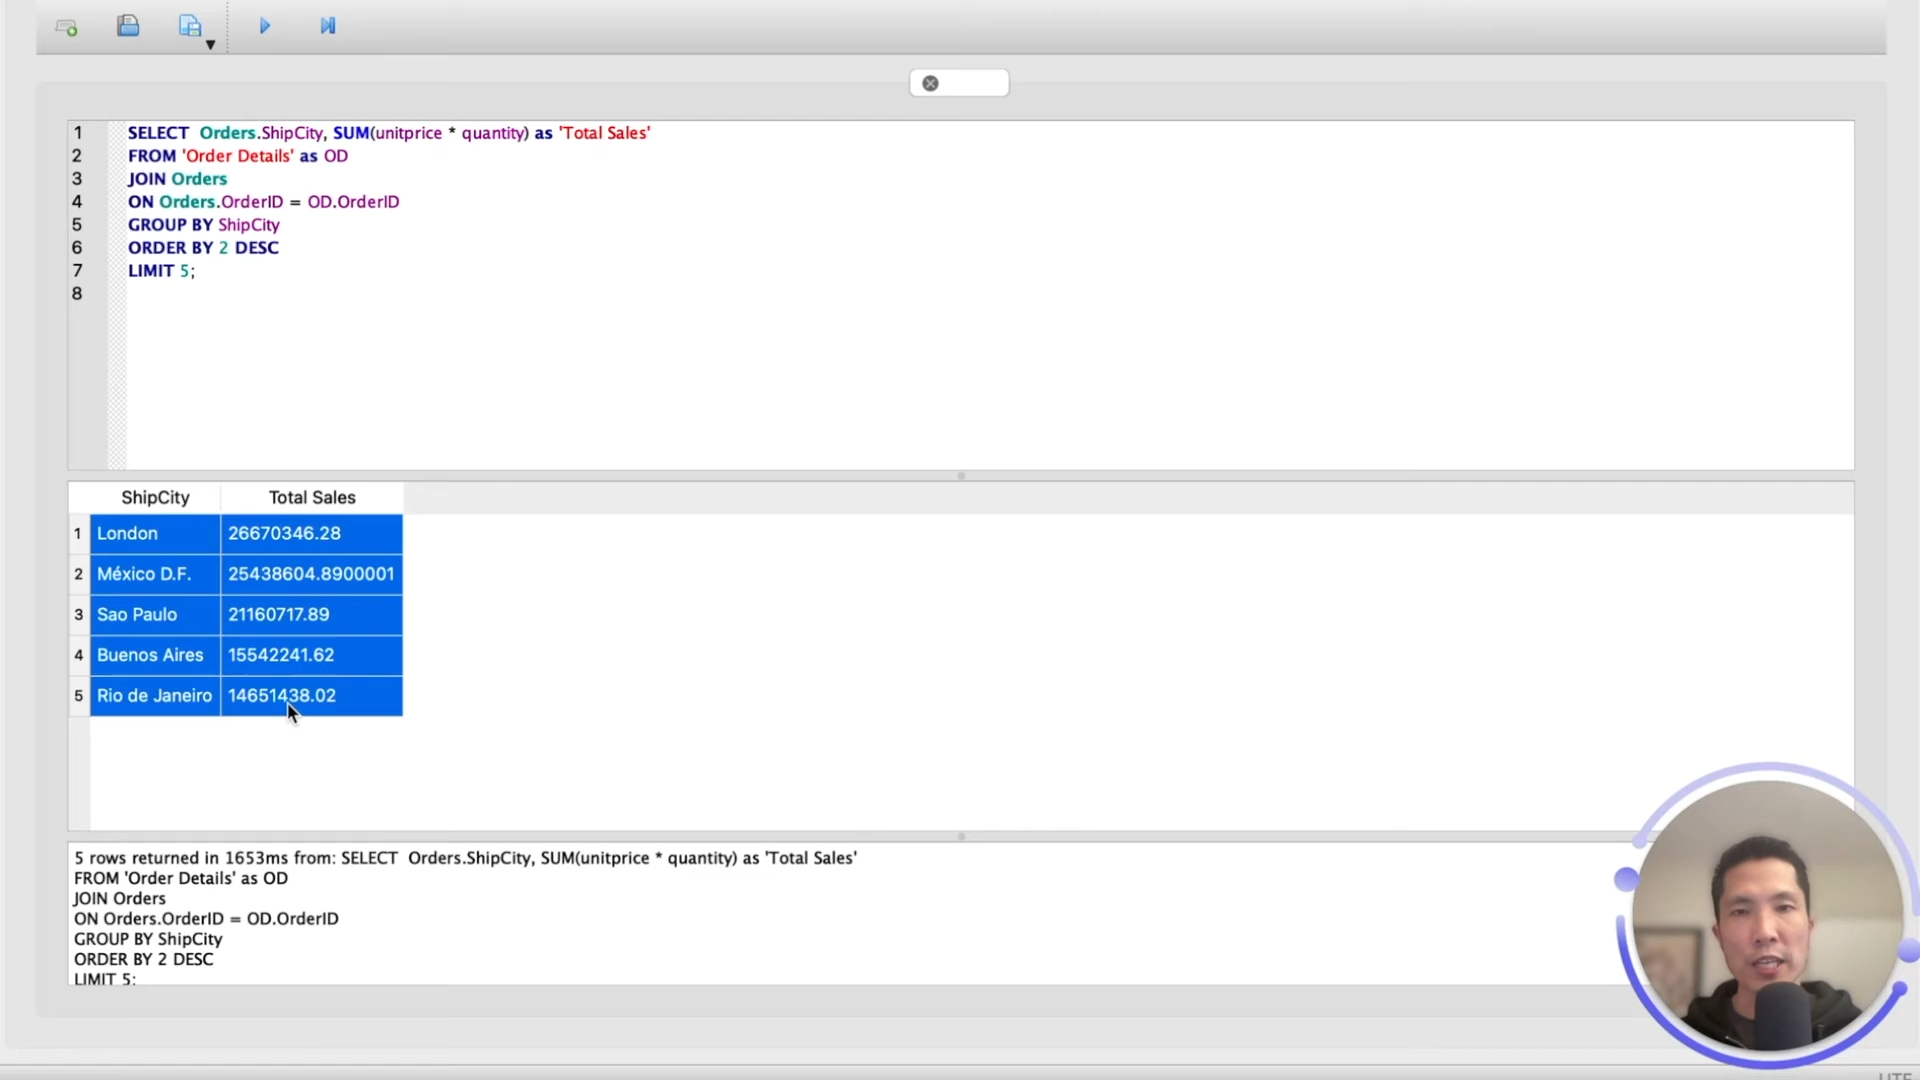 1 SELECT  Orders.ShipCity, SUM(unitprice * quantity) as 'Total Sales'
2 FROM 'Order Details' as OD
3 JOIN Orders
4 ON Orders.OrderID = OD.OrderID
5 GROUP BY ShipCity
6 ORDER BY 2 DESC
7 LIMIT 5;
8
ShipCity Total Sales
1 London 26670346.28
2 México D.F. 25438604.8900001
3 Sao Paulo 21160717.89
4 Buenos Aires 15542241.62
5 Rio de Janeiro 14651438.02
5 rows returned in 1653ms from: SELECT  Orders.ShipCity, SUM(unitprice * quantity) as 'Total Sales'
FROM 'Order Details' as OD
JOIN Orders
ON Orders.OrderID = OD.OrderID
GROUP BY ShipCity
ORDER BY 2 DESC
LIMIT 5;